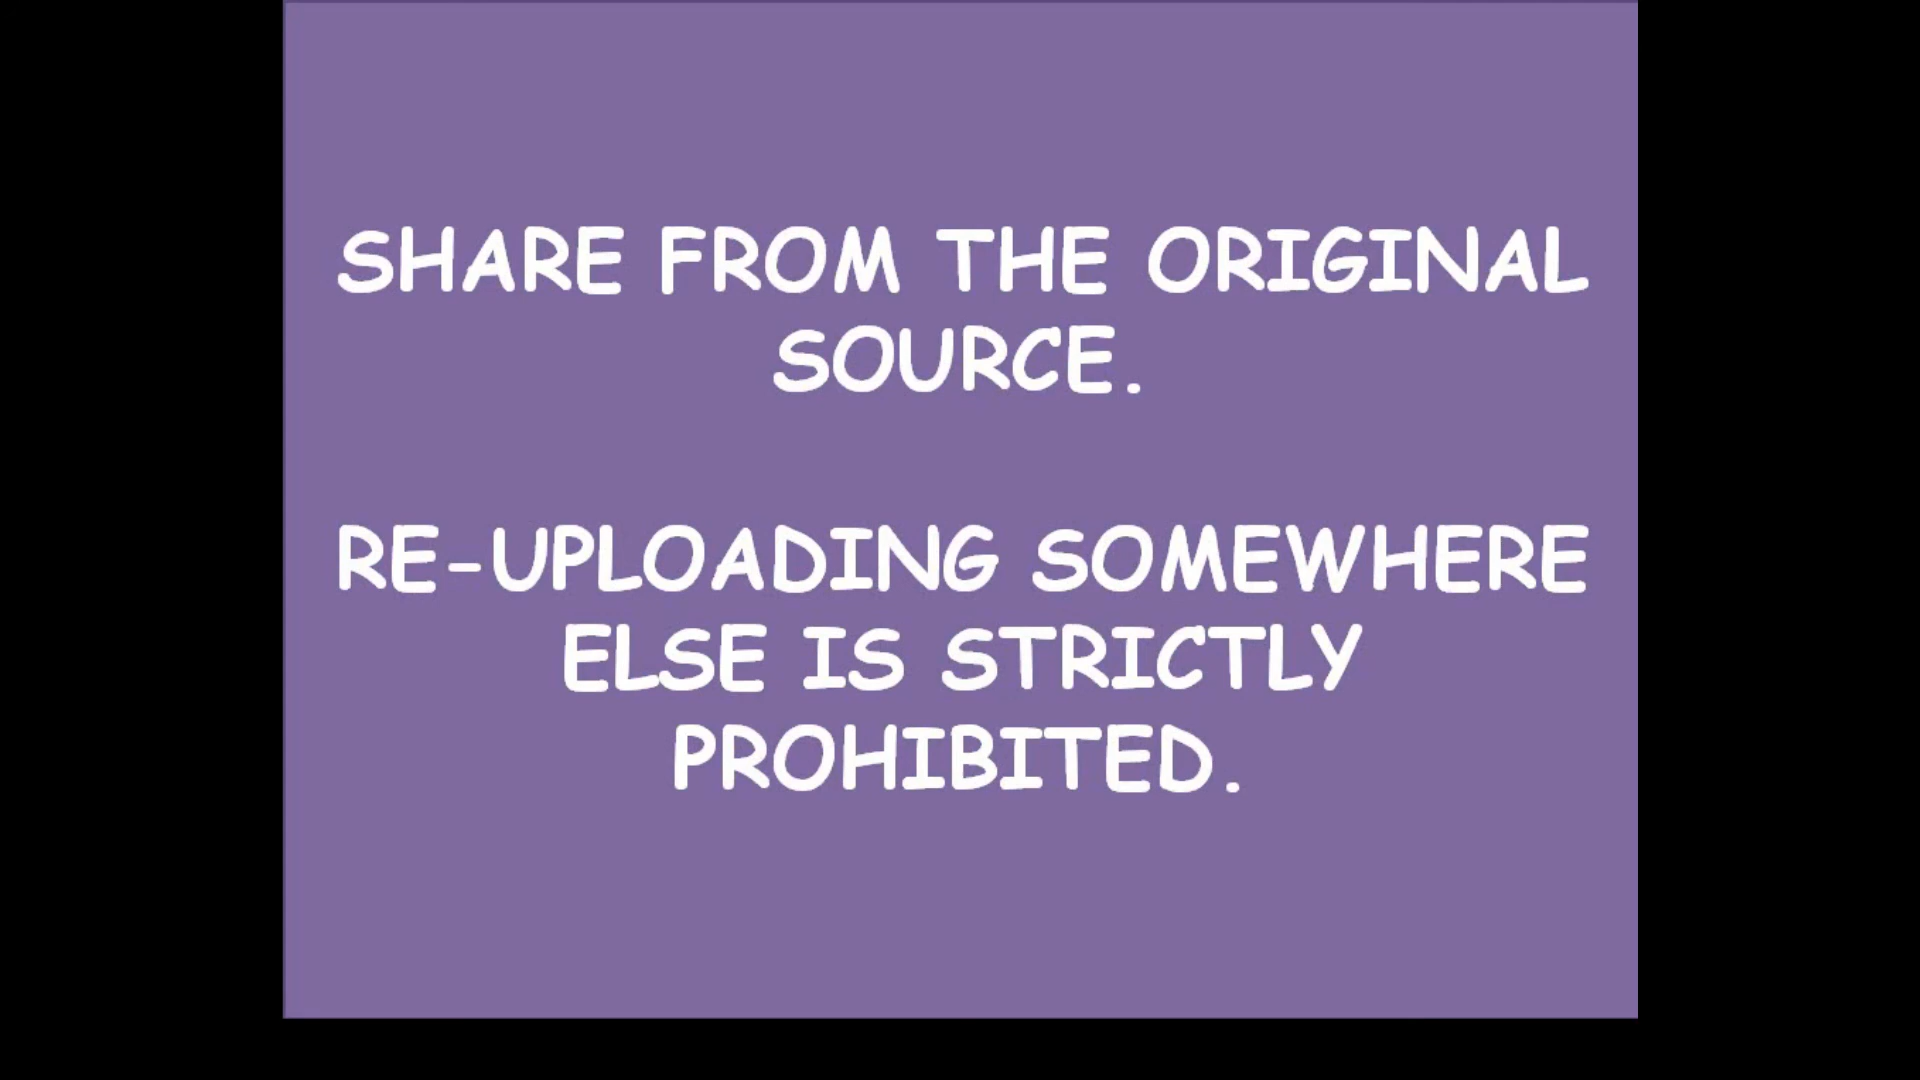 SHARE FROM THE ORIGINAL
SOURCE.
RE-UPLOADING SOMEWHERE
ELSE IS STRICTLY
PROHIBITED.